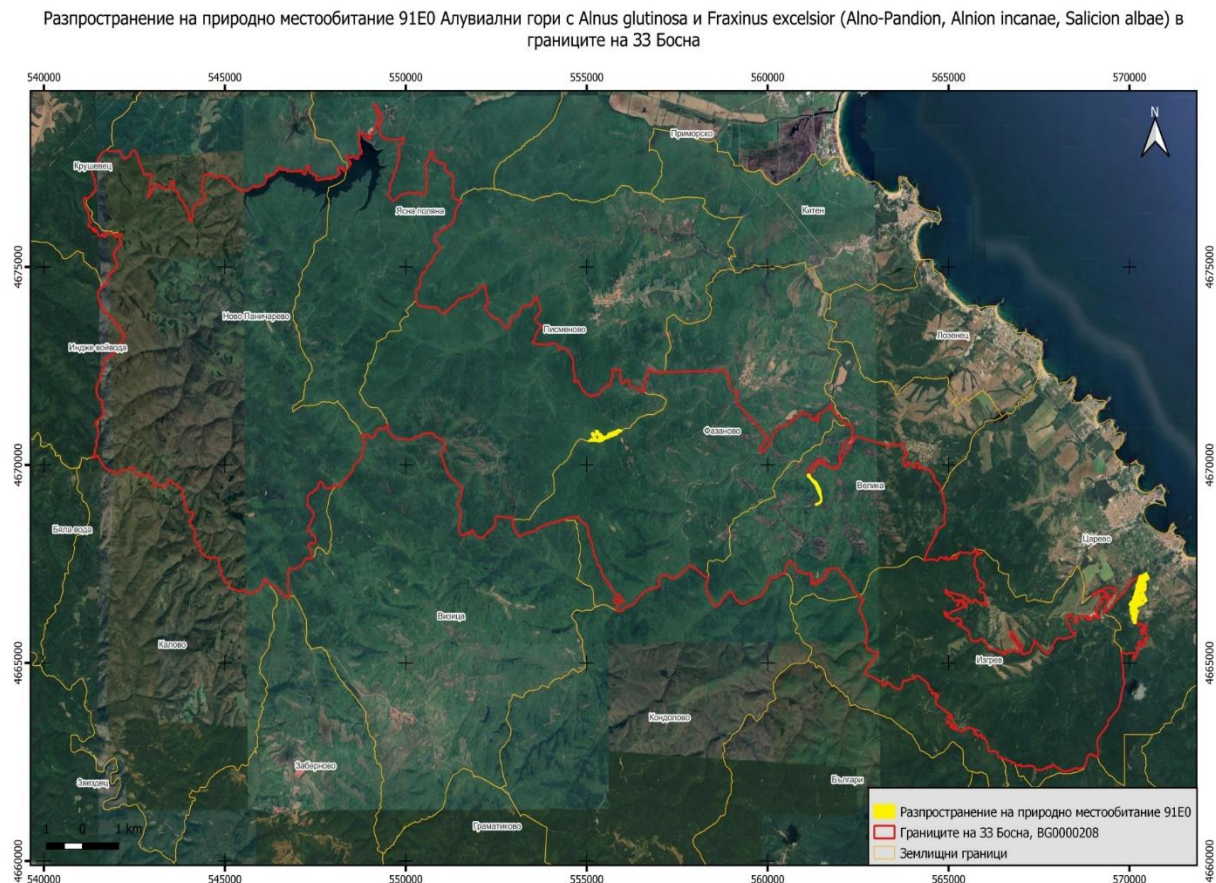 Разпространение на природно местообитание 91E0 Алувиални гори с Alnus glutinosa и Fraxinus excelsior (Alno-Pandion, Alnion incanae, Salicion albae) в
границите на ЗЗ Босна
540000 545000 550000 555000 560000 565000 570000
N
Приморско
Крушевец
Ясна поляна
Китен
4675000 4675000
Ново Паничарево
Писменово
Лозенец
Индже войвода
Фазаново
4670000 4670000
Велика
Бяла вода
Царево
Визица
Калово
Изгрев
4665000 4665000
Кондолово
Заберново
Българи
Звездец
Граматиково
1 0 1 km
Разпространение на природно местообитание 91E0
Границите на ЗЗ Босна, BG0000208
Землищни граници
4660000 4660000
540000 545000 550000 555000 560000 565000 570000